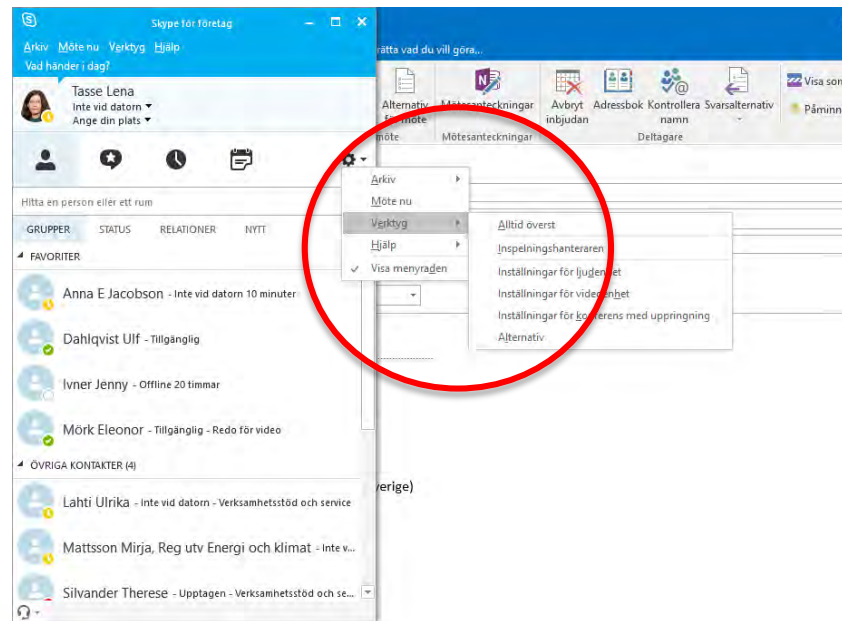 Skype för företag
Arkiv Möte nu Verktyg Hjälp
Vad händer i dag?
Tasse Lena
Inte vid datorn
Ange din plats
Hitta en person eller ett rum
GRUPPER STATUS RELATIONER NYTT
FAVORITER
Anna E Jacobson - Inte vid datorn 10 minuter
Dahlqvist Ulf - Tillgänglig
Ivner Jenny - Offline 20 timmar
Mörk Eleonor - Tillgänglig - Redo för video
ÖVRIGA KONTAKTER (4)
Lahti Ulrika - Inte vid datorn - Verksamhetsstöd och service
Mattsson Mirja, Reg utv Energi och klimat - Inte v...
Silvander Therese - Upptagen - Verksamhetsstöd och se...
Arkiv
Möte nu
Verktyg
Hjälp
Visa menyraden
Alltid överst
Inspelningshanteraren
Inställningar för ljudenhet
Inställningar för videoenhet
Inställningar för konferens med uppringning
Alternativ
rätta vad du vill göra...
Alternativ för möte
Mötesanteckningar
Avbryt inbjudan
Adressbok
Kontrollera namn
Svarsalternativ
ZZZ Visa som
Påminn
möte
Mötesanteckningar
Deltagare
verige)